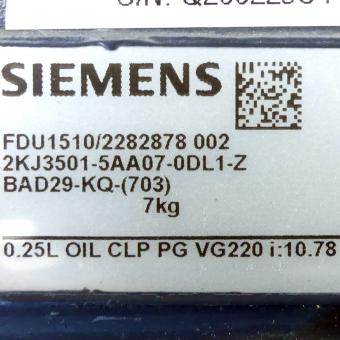 SIEMENS
FDU1510/2282878 002
2KJ3501-5AA07-0DL1-Z
BAD29-KQ-(703)
7kg
0.25L OIL CLP PG VG220 i:10.78